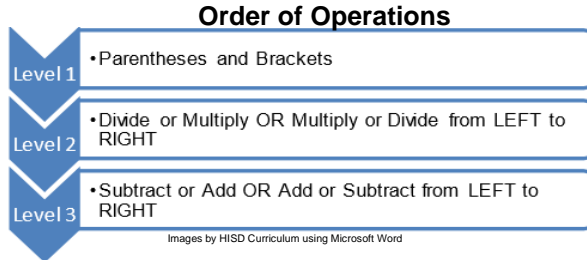 Order of Operations
Level 1
•Parentheses and Brackets
Level 2
•Divide or Multiply OR Multiply or Divide from LEFT to
RIGHT
Level 3
•Subtract or Add OR Add or Subtract from LEFT to
RIGHT
Images by HISD Curriculum using Microsoft Word